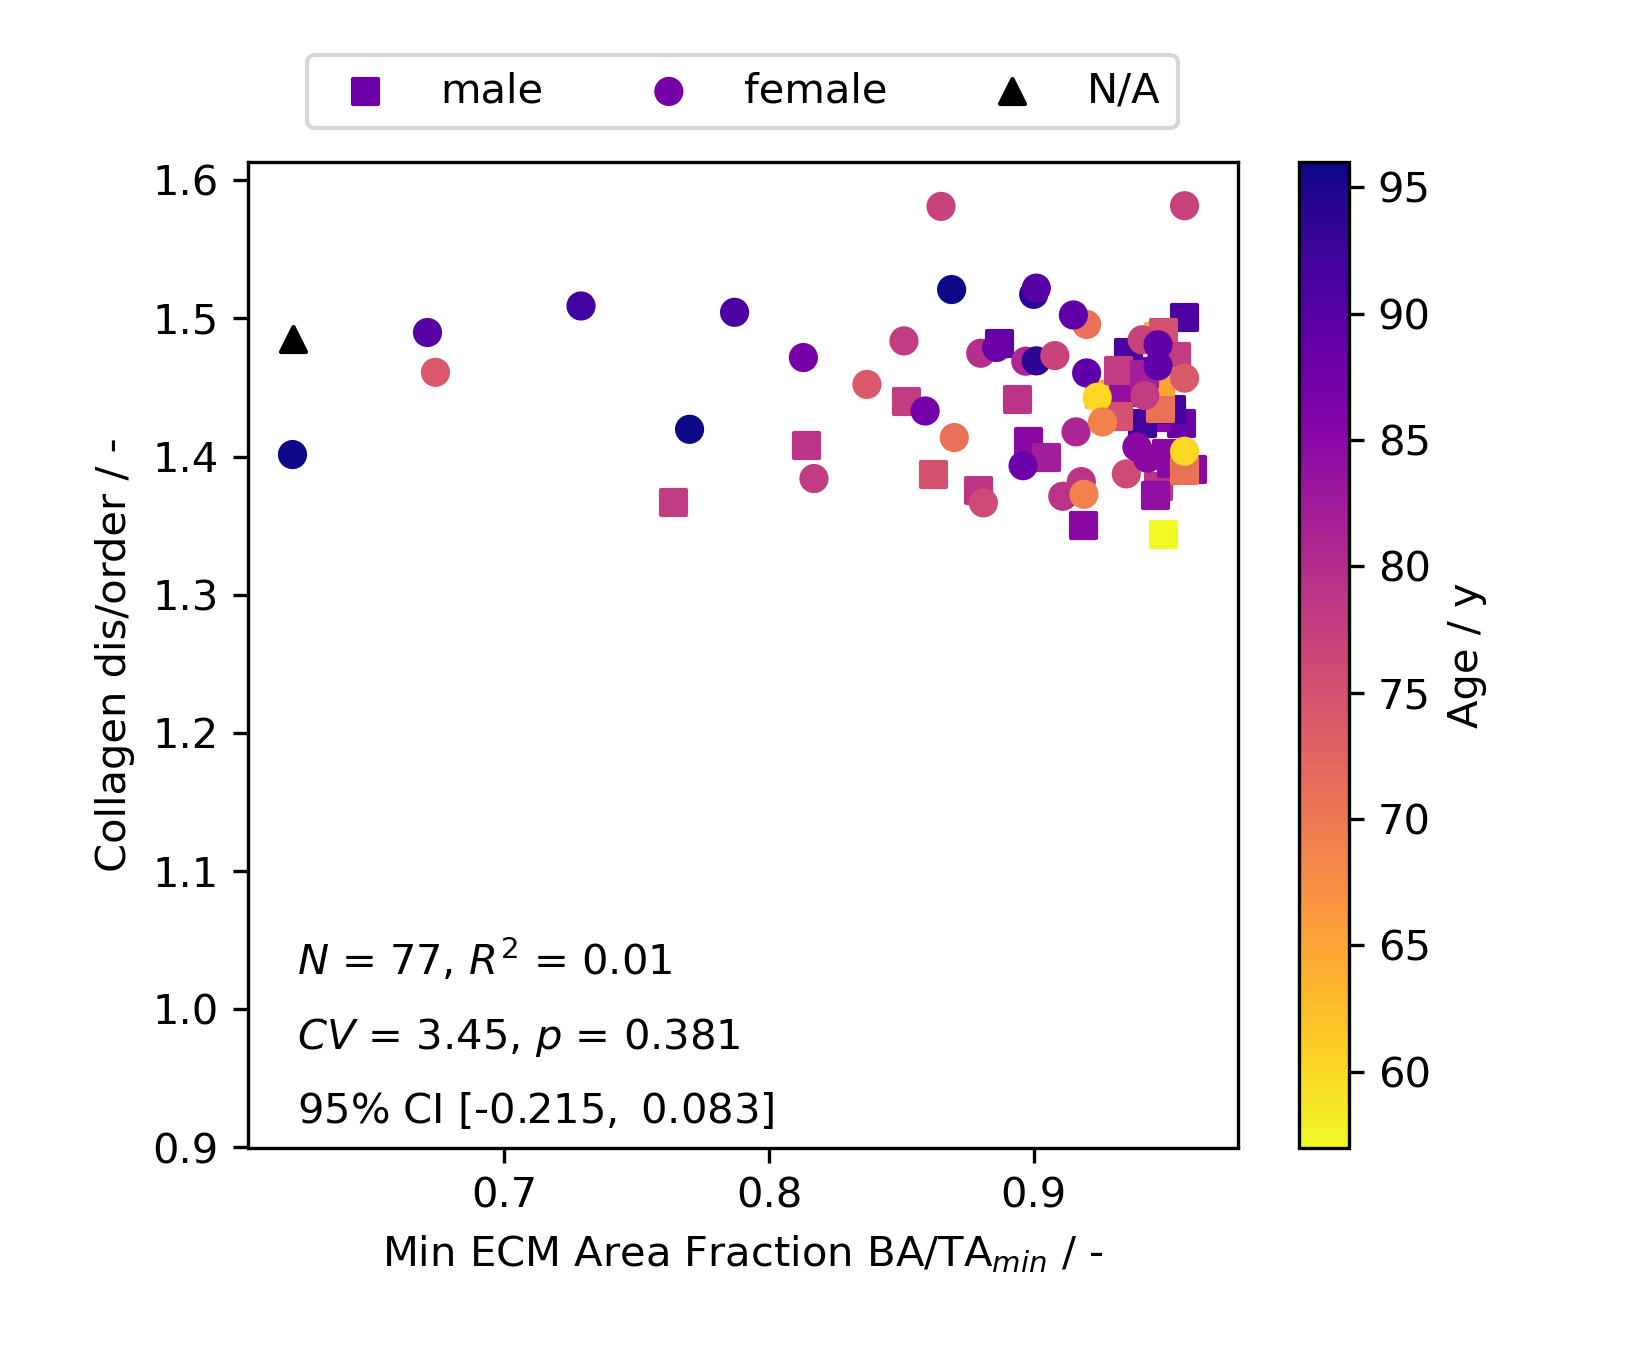 male female N/A
1.6
1.5
1.4
1.3
1.2
1.1
1.0
0.9
Collagen dis/order / -
N = 77, R² = 0.01
CV = 3.45, p = 0.381
95% CI [-0.215, 0.083]
0.7 0.8 0.9
Min ECM Area Fraction BA/TAmin / -
95
90
85
80
75
70
65
60
Age / y